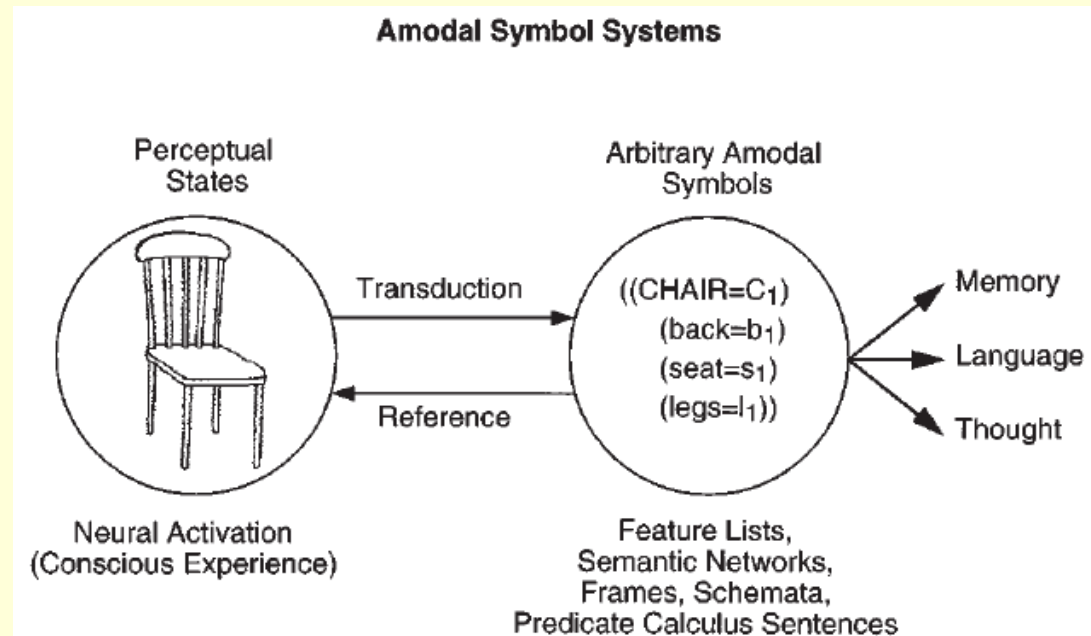 Amodal Symbol Systems
Perceptual
States
Arbitrary Amodal
Symbols
Transduction
Reference
((CHAIR=C1)
(back=b1)
(seat=s1)
(legs=l1))
Memory
Language
Thought
Neural Activation
(Conscious Experience)
Feature Lists,
Semantic Networks,
Frames, Schemata,
Predicate Calculus Sentences